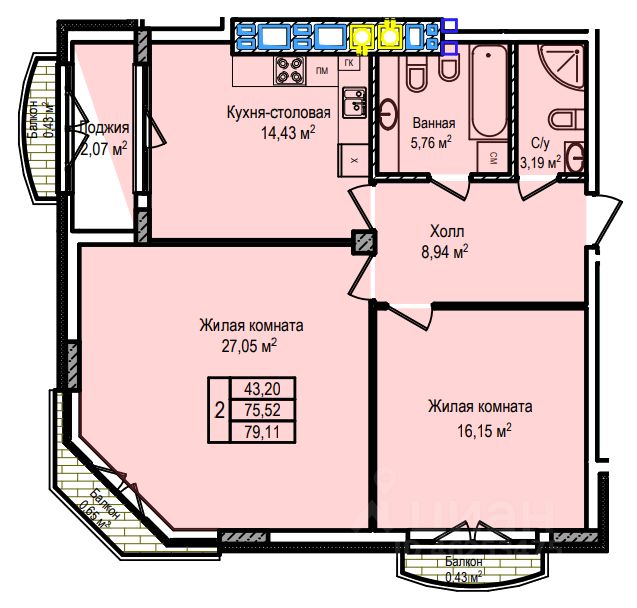 Балкон
0.43 м²
Лоджия
2,07 м²
Кухня-столовая
14,43 м²
ПМ
ГК
Х
Ванная
5,76 м²
СМ
С/у
3,19 м²
Холл
8,94 м²
Жилая комната
27,05 м²
2
43,20
75,52
79,11
Жилая комната
16,15 м²
Балкон
0.65 м²
Балкон
0.43 м²
циан